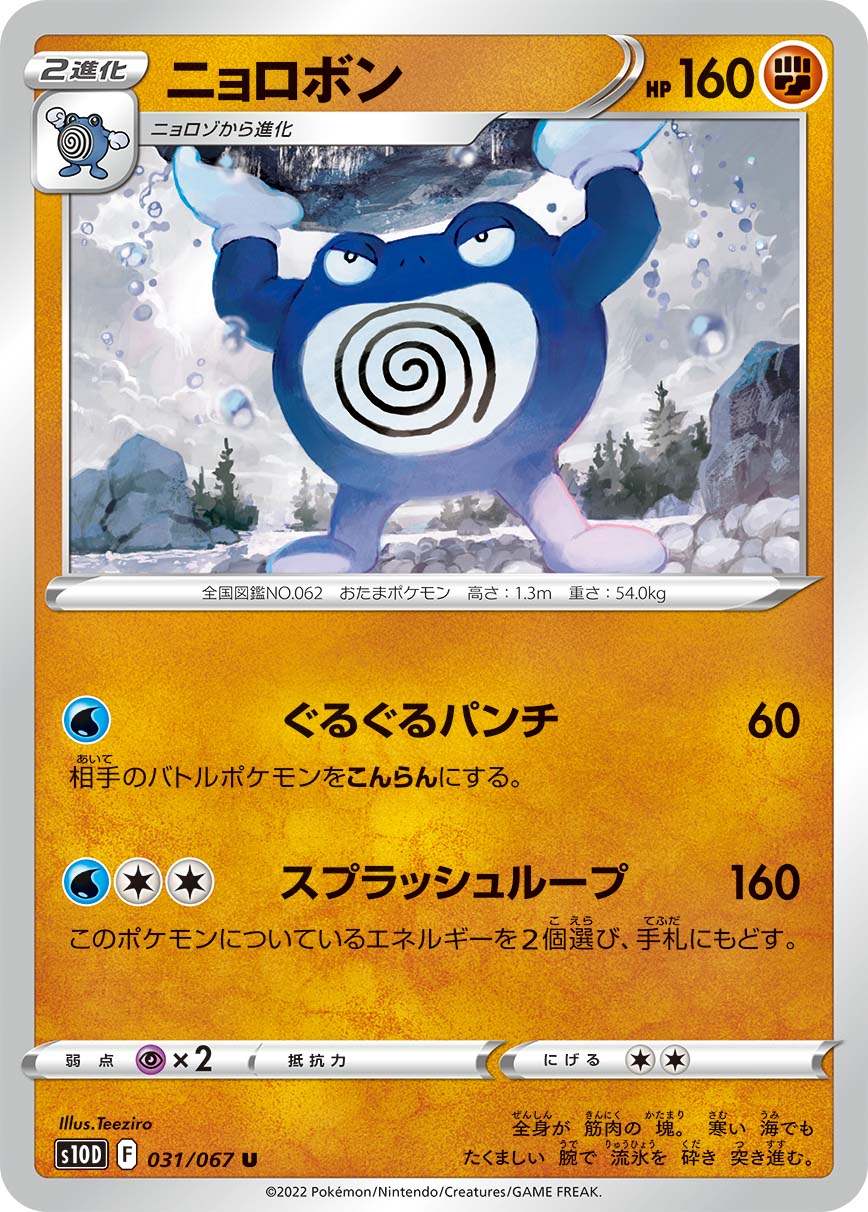 2進化
ニョロボン
HP 160
ニョロゾから進化
全国図鑑NO.062 おたまポケモン 高さ：1.3m 重さ：54.0kg
ぐるぐるパンチ 60
相手のバトルポケモンをこんらんにする。
スプラッシュループ 160
このポケモンについているエネルギーを2個選び、手札にもどす。
弱点 ×2 抵抗力 にげる
Illus.Teeziro
全身が 筋肉の 塊。 寒い 海でも
たくましい 腕で 流氷を 砕き 突き進む。
s10D F 031/067 U
©2022 Pokémon/Nintendo/Creatures/GAME FREAK.